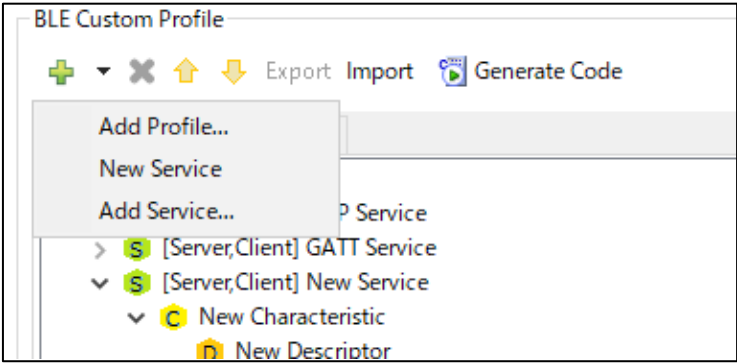 BLE Custom Profile
Export Import Generate Code
Add Profile...
New Service
Add Service...
P Service
S [Server,Client] GATT Service
S [Server,Client] New Service
C New Characteristic
D New Descriptor